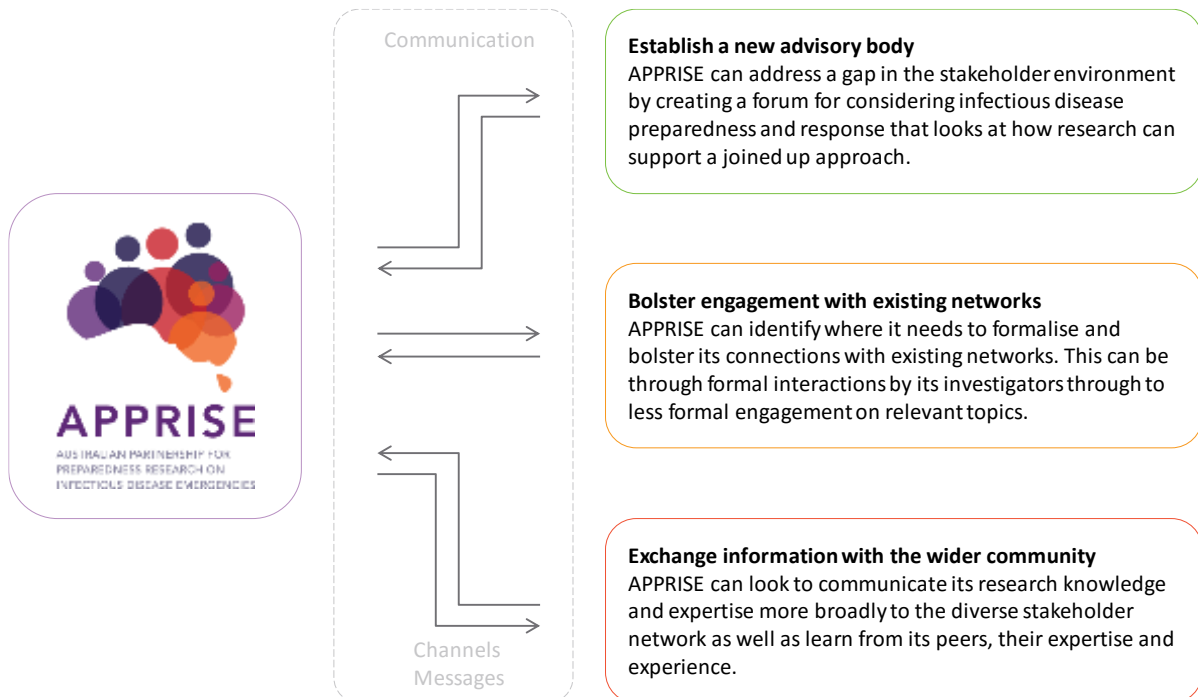 Communication
Establish a new advisory body
APPRISE can address a gap in the stakeholder environment
by creating a forum for considering infectious disease
preparedness and response that looks at how research can
support a joined up approach.
APPRISE
AUSTRALIAN PARTNERSHIP FOR
PREPAREDNESS RESEARCH ON
INFECTIOUS DISEASE EMERGENCIES
Bolster engagement with existing networks
APPRISE can identify where it needs to formalise and
bolster its connections with existing networks. This can be
through formal interactions by its investigators through to
less formal engagement on relevant topics.
Exchange information with the wider community
APPRISE can look to communicate its research knowledge
and expertise more broadly to the diverse stakeholder
network as well as learn from its peers, their expertise and
experience.
Channels
Messages